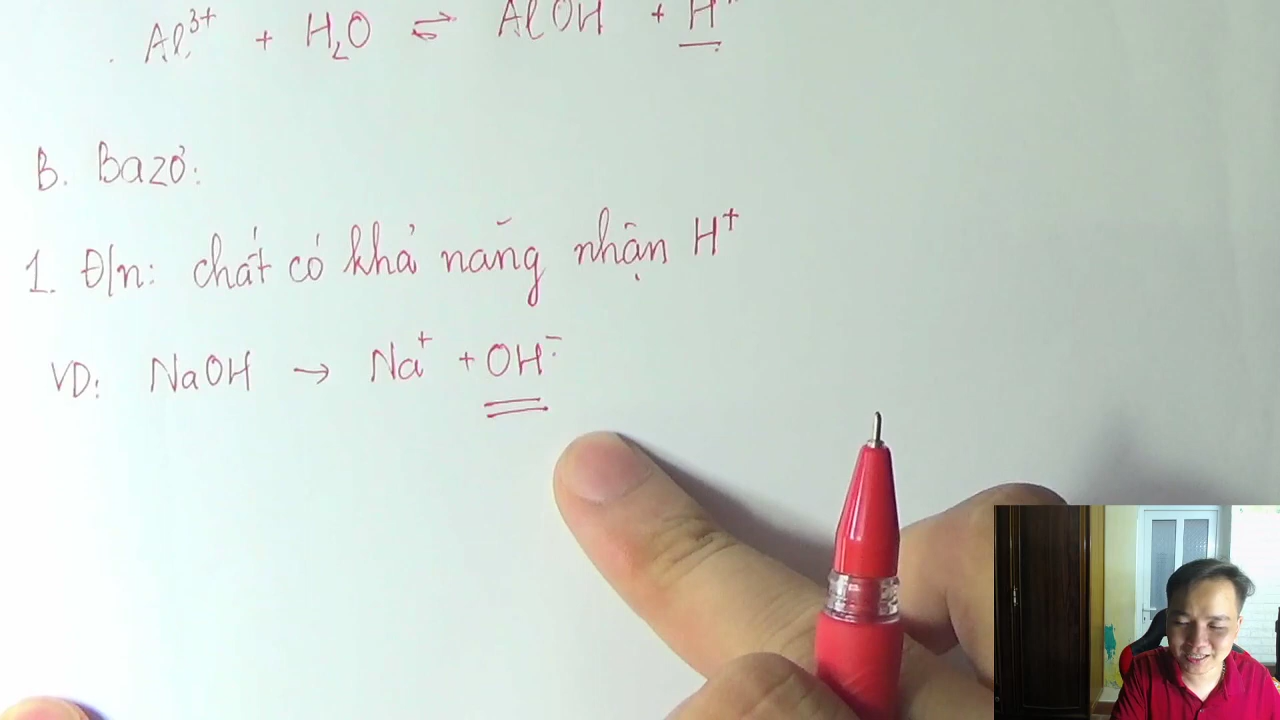 . Al³⁺ + H₂O ⇌ AlOH + H⁺
B. Bazơ:
1. Đ/n: chất có khả năng nhận H⁺
VD: NaOH → Na⁺ + OH⁻